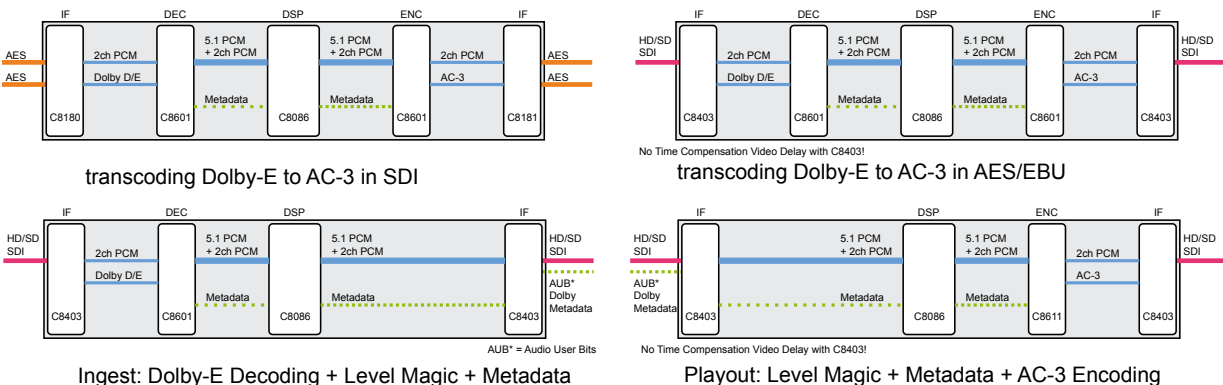 IF DEC DSP ENC IF
5.1 PCM 5.1 PCM
AES 2ch PCM + 2ch PCM + 2ch PCM 2ch PCM AES
AES Dolby D/E AC-3 AES
Metadata Metadata
C8180 C8601 C8086 C8601 C8181
transcoding Dolby-E to AC-3 in SDI
IF DEC DSP ENC IF
HD/SD 5.1 PCM 5.1 PCM HD/SD
SDI 2ch PCM + 2ch PCM + 2ch PCM 2ch PCM SDI
Dolby D/E AC-3
Metadata Metadata
C8403 C8601 C8086 C8601 C8403
No Time Compensation Video Delay with C8403!
transcoding Dolby-E to AC-3 in AES/EBU
IF DEC DSP IF
HD/SD 5.1 PCM 5.1 PCM HD/SD
SDI 2ch PCM + 2ch PCM + 2ch PCM SDI
Dolby D/E AUB*
Dolby
Metadata Metadata Metadata
C8403 C8601 C8086 C8403
AUB* = Audio User Bits
Ingest: Dolby-E Decoding + Level Magic + Metadata
IF DSP ENC IF
HD/SD 5.1 PCM 5.1 PCM HD/SD
SDI + 2ch PCM + 2ch PCM 2ch PCM SDI
AUB* AC-3
Dolby
Metadata Metadata Metadata
C8403 C8086 C8611 C8403
No Time Compensation Video Delay with C8403!
Playout: Level Magic + Metadata + AC-3 Encoding